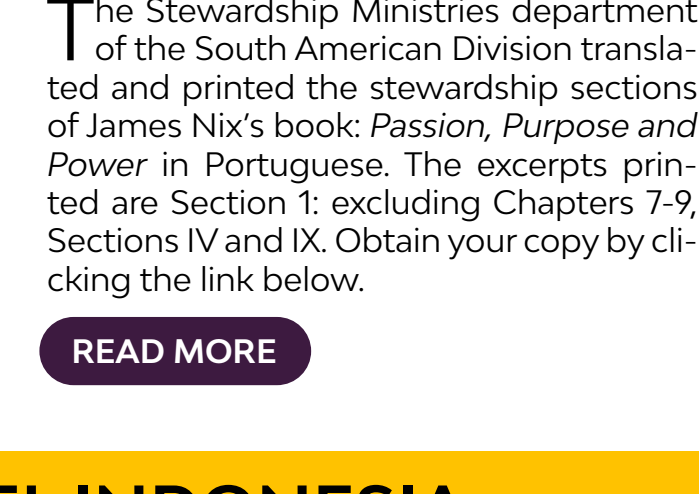 The Stewardship Ministries department
of the South American Division transla-
ted and printed the stewardship sections
of James Nix’s book: Passion, Purpose and
Power in Portuguese. The excerpts prin-
ted are Section 1: excluding Chapters 7-9,
Sections IV and IX. Obtain your copy by cli-
cking the link below.
READ MORE
INDONESIA